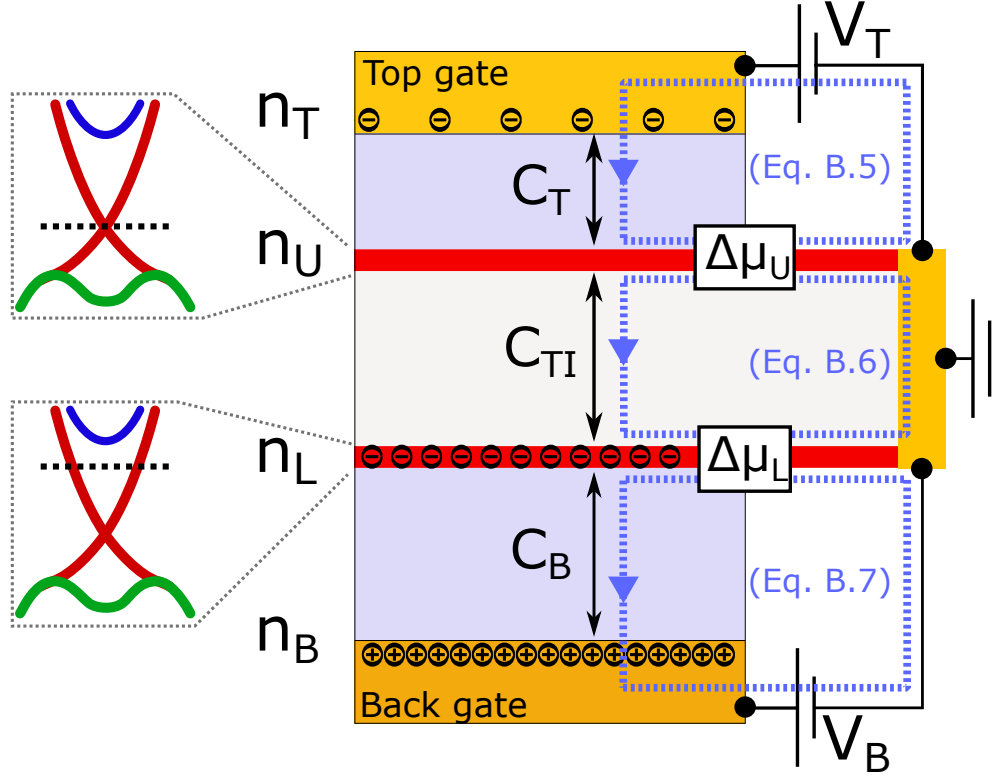 V_T
Top gate
n_T
(Eq. B.5)
C_T
n_U
Δμ_U
C_TI
(Eq. B.6)
n_L
Δμ_L
C_B
(Eq. B.7)
n_B
Back gate
V_B